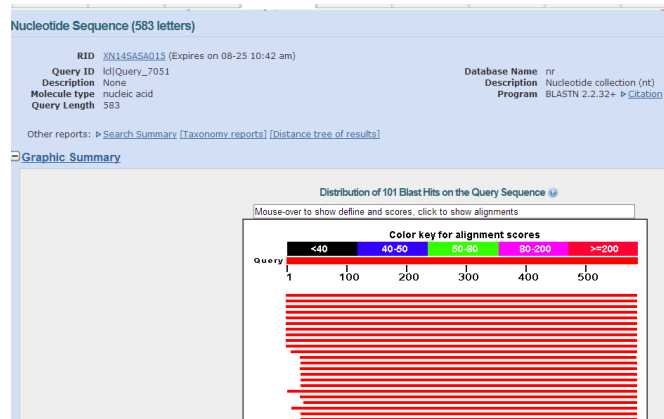 Nucleotide Sequence (583 letters)
RID XN14SASA015 (Expires on 08-25 10:42 am)
Query ID lcl|Query_7051
Description None
Molecule type nucleic acid
Query Length 583
Database Name nr
Description Nucleotide collection (nt)
Program BLASTN 2.2.32+ Citation
Other reports: Search Summary [Taxonomy reports] [Distance tree of results]
Graphic Summary
Distribution of 101 Blast Hits on the Query Sequence
Mouse-over to show defline and scores, click to show alignments
Color key for alignment scores
<40 40-50 50-80 80-200 >=200
Query
1 100 200 300 400 500